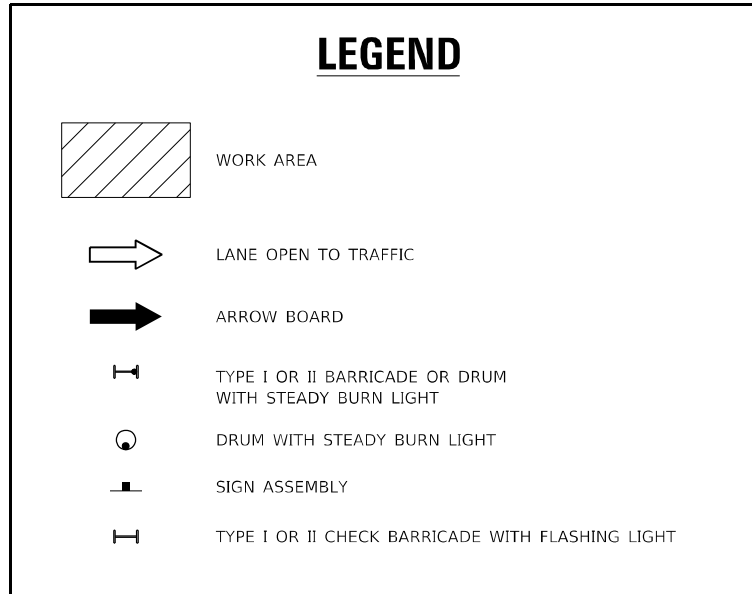 LEGEND
WORK AREA
LANE OPEN TO TRAFFIC
ARROW BOARD
TYPE I OR II BARRICADE OR DRUM
WITH STEADY BURN LIGHT
DRUM WITH STEADY BURN LIGHT
SIGN ASSEMBLY
TYPE I OR II CHECK BARRICADE WITH FLASHING LIGHT